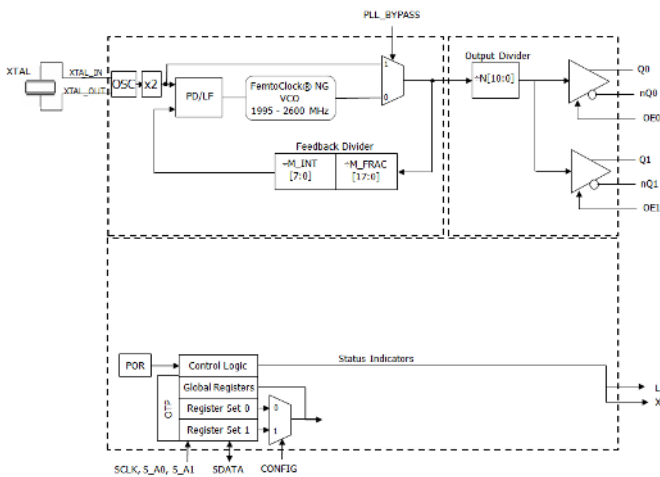 PLL_BYPASS
XTAL
XTAL_IN
XTAL_OUT
OSC
x2
PD/LF
FemtoClock® NG
VCO
1995 - 2600 MHz
1
0
Output Divider
÷N[10:0]
Q0
nQ0
OE0
Feedback Divider
÷M_INT
[7:0]
÷M_FRAC
[17:0]
Q1
nQ1
OE1
POR
Control Logic
Status Indicators
Global Registers
OTP
Register Set 0
0
Register Set 1
1
L
X
SCLK, S_A0, S_A1
SDATA
CONFIG